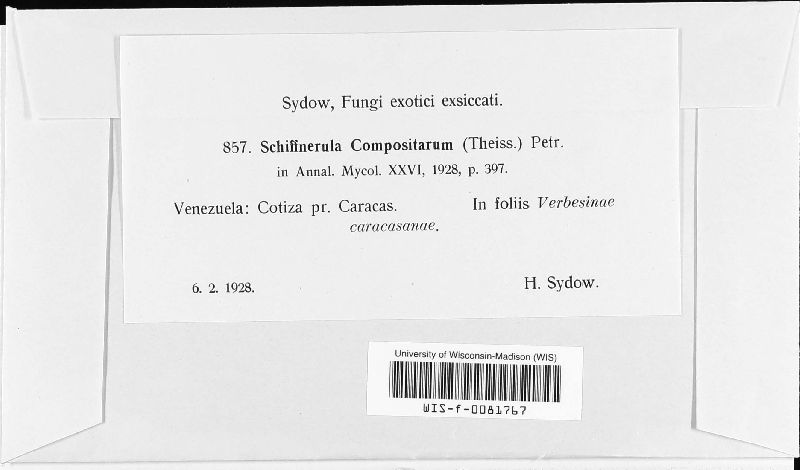 Sydow, Fungi exotici exsiccati.
857. Schiffnerula Compositarum (Theiss.) Petr.
in Annal. Mycol. XXVI, 1928, p. 397.
Venezuela: Cotiza pr. Caracas. In foliis Verbesinae
caracasanae.
6. 2. 1928. H. Sydow.
University of Wisconsin-Madison (WIS)
WIS-f-0081767